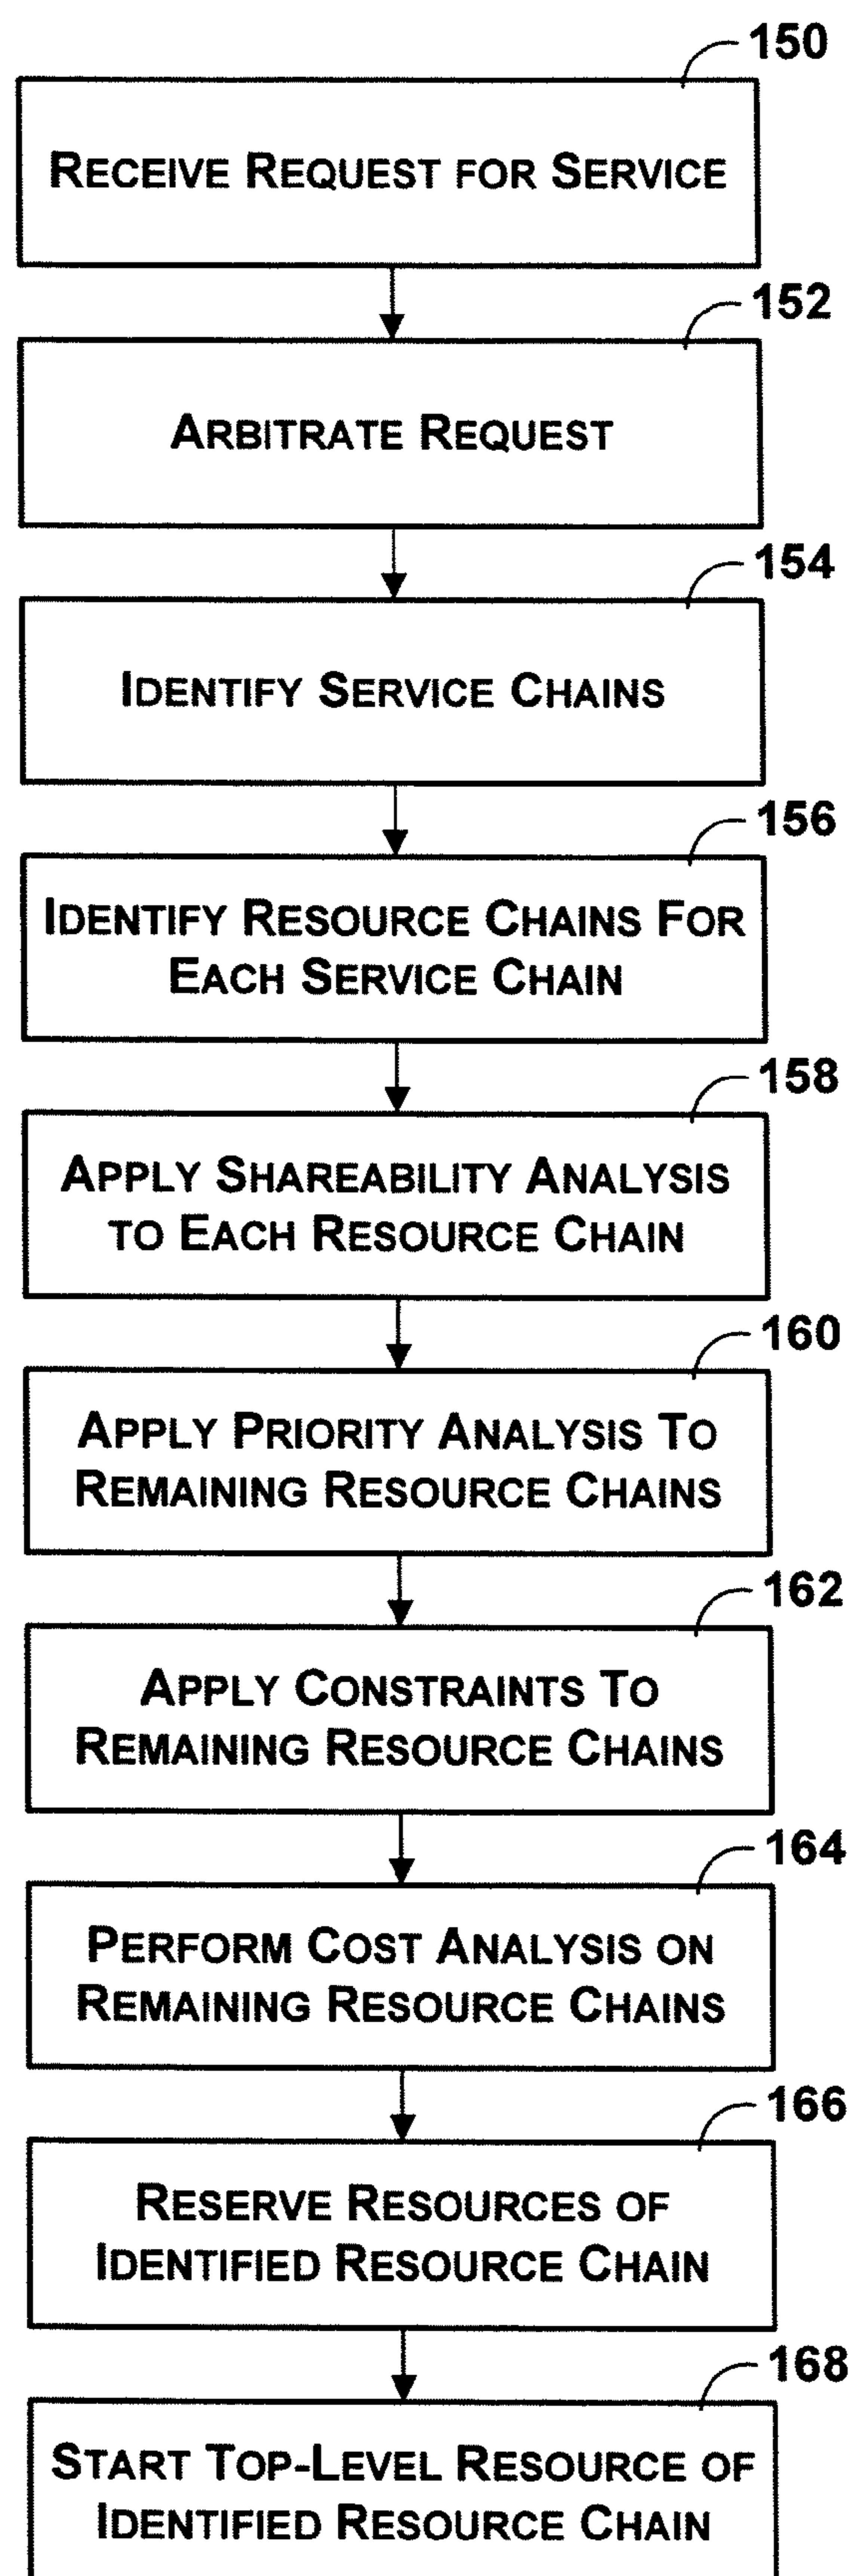 150
RECEIVE REQUEST FOR SERVICE
152
ARBITRATE REQUEST
154
IDENTIFY SERVICE CHAINS
156
IDENTIFY RESOURCE CHAINS FOR
EACH SERVICE CHAIN
158
APPLY SHAREABILITY ANALYSIS
TO EACH RESOURCE CHAIN
160
APPLY PRIORITY ANALYSIS TO
REMAINING RESOURCE CHAINS
162
APPLY CONSTRAINTS TO
REMAINING RESOURCE CHAINS
164
PERFORM COST ANALYSIS ON
REMAINING RESOURCE CHAINS
166
RESERVE RESOURCES OF
IDENTIFIED RESOURCE CHAIN
168
START TOP-LEVEL RESOURCE OF
IDENTIFIED RESOURCE CHAIN